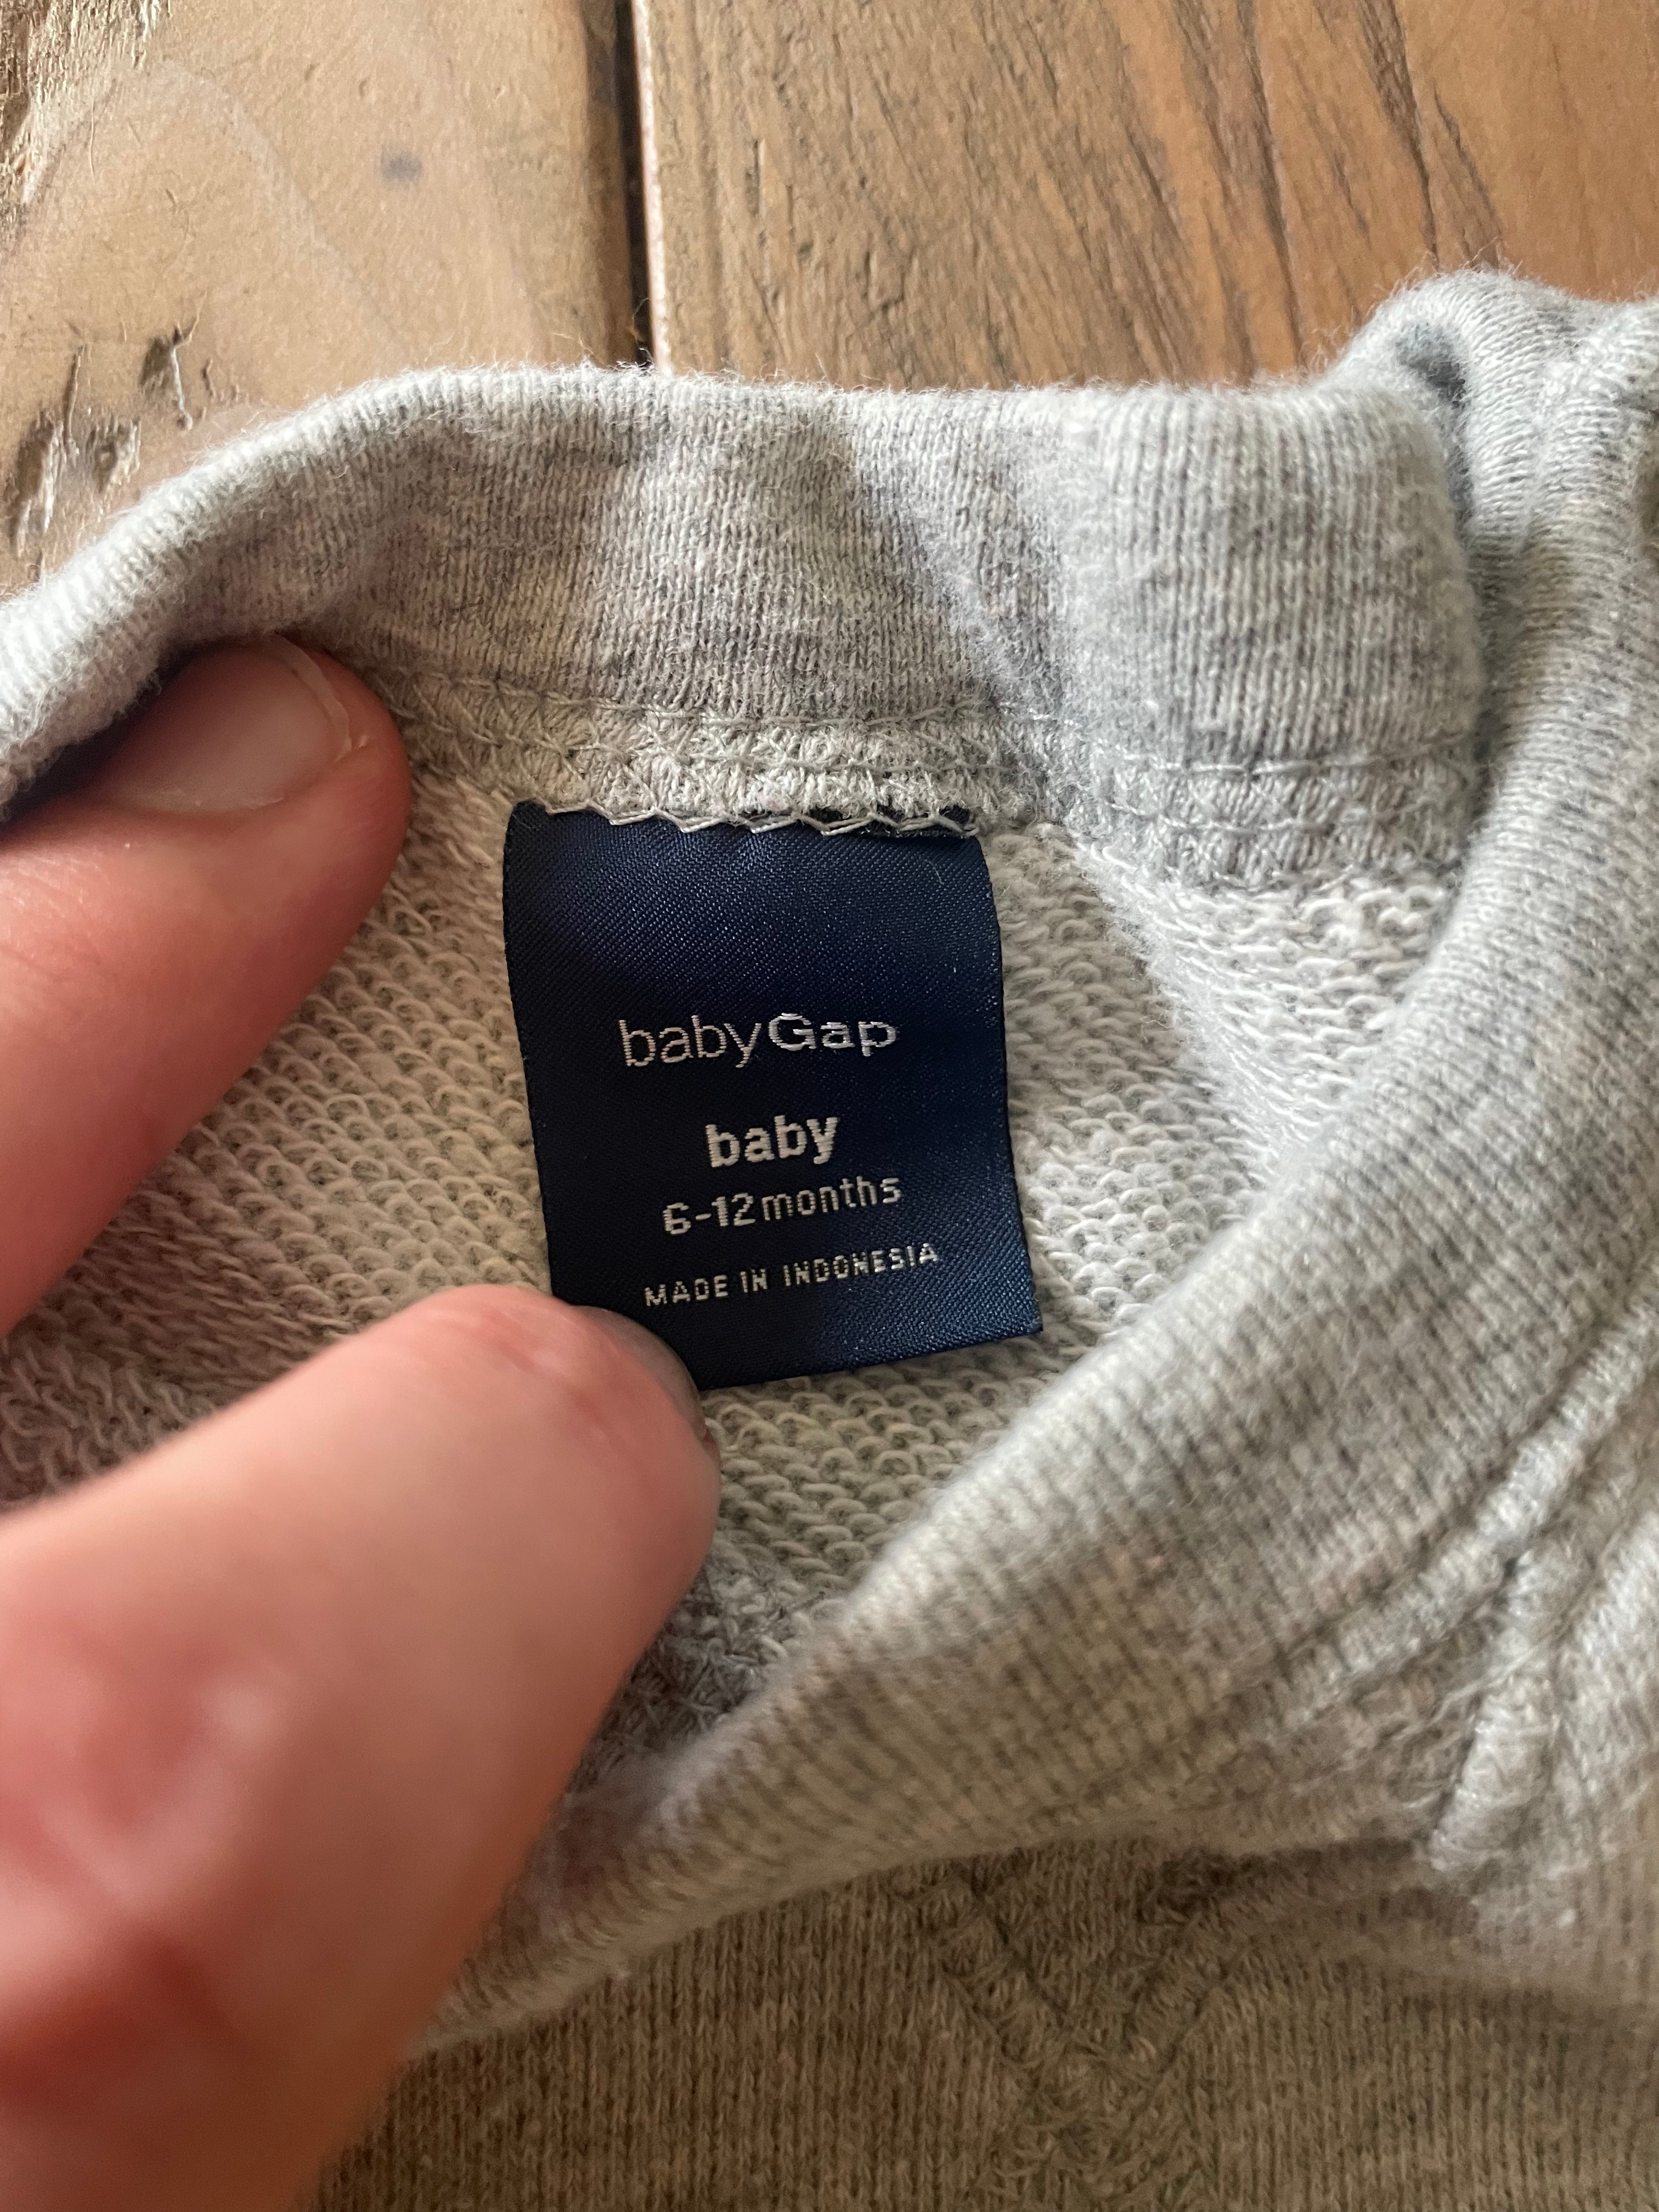 babyGap
baby
6-12 months
MADE IN INDONESIA